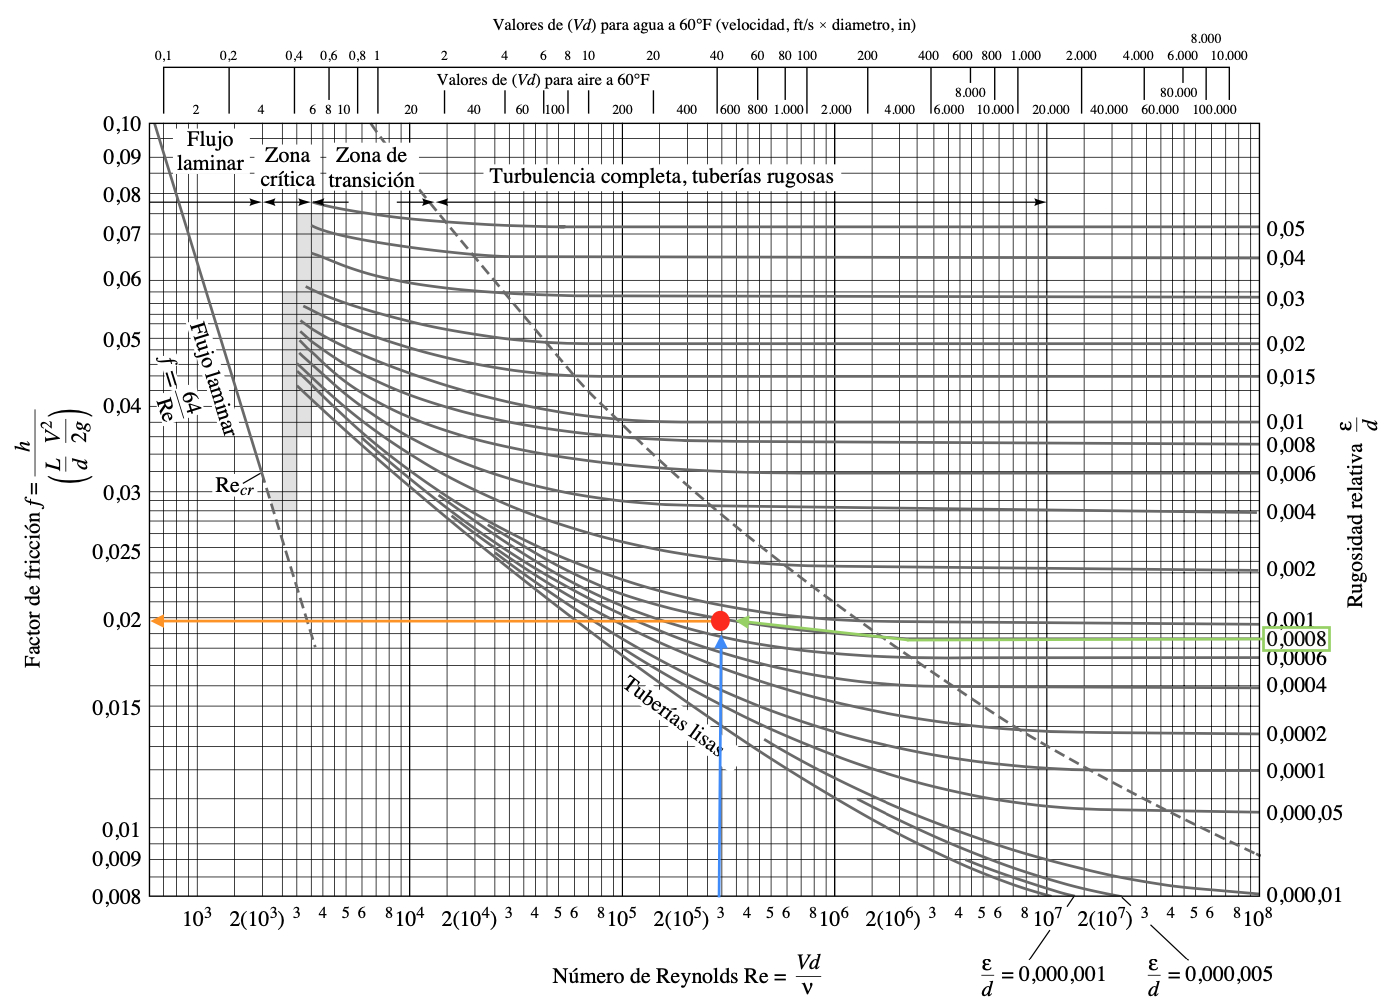 Valores de (Vd) para agua a 60°F (velocidad, ft/s × diametro, in)
8.000
0,1 0,2 0,4 0,6 0,8 1 2 4 6 8 10 20 40 60 80 100 200 400 600 800 1.000 2.000 4.000 6.000 10.000
Valores de (Vd) para aire a 60°F
8.000 80.000
2 4 6 8 10 20 40 60 80 100 200 400 600 800 1.000 2.000 4.000 6.000 10.000 20.000 40.000 60.000 100.000
0,10
0,09
0,08
0,07
0,06
0,05
0,04
0,03
0,025
0,02
0,015
0,01
0,009
0,008
Factor de fricción f = h / (L/d V²/2g)
Flujo
laminar
Zona
crítica
Zona de
transición
Turbulencia completa, tuberías rugosas
Flujo laminar
f = 64/Re
Recr
Tuberías lisas
0,05
0,04
0,03
0,02
0,015
0,01
0,008
0,006
0,004
0,002
0,001
0,0008
0,0006
0,0004
0,0002
0,0001
0,000,05
0,000,01
Rugosidad relativa ε/d
10³ 2(10³) 3 4 5 6 8 10⁴ 2(10⁴) 3 4 5 6 8 10⁵ 2(10⁵) 3 4 5 6 8 10⁶ 2(10⁶) 3 4 5 6 8 10⁷ 2(10⁷) 3 4 5 6 8 10⁸
Número de Reynolds Re = Vd/ν
ε/d = 0,000,001
ε/d = 0,000,005